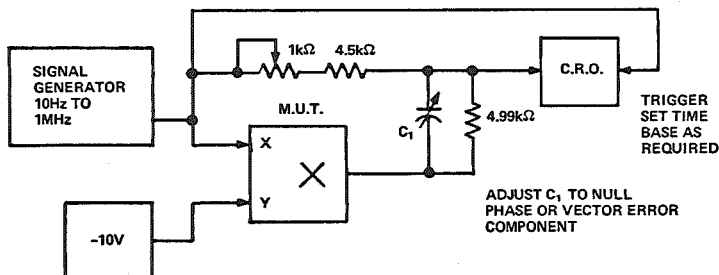 1kΩ 4.5kΩ
SIGNAL
GENERATOR
10Hz TO
1MHz
C.R.O.
M.U.T.
X
Y
C₁
4.99kΩ
TRIGGER
SET TIME
BASE AS
REQUIRED
–10V
ADJUST C₁ TO NULL
PHASE OR VECTOR ERROR
COMPONENT